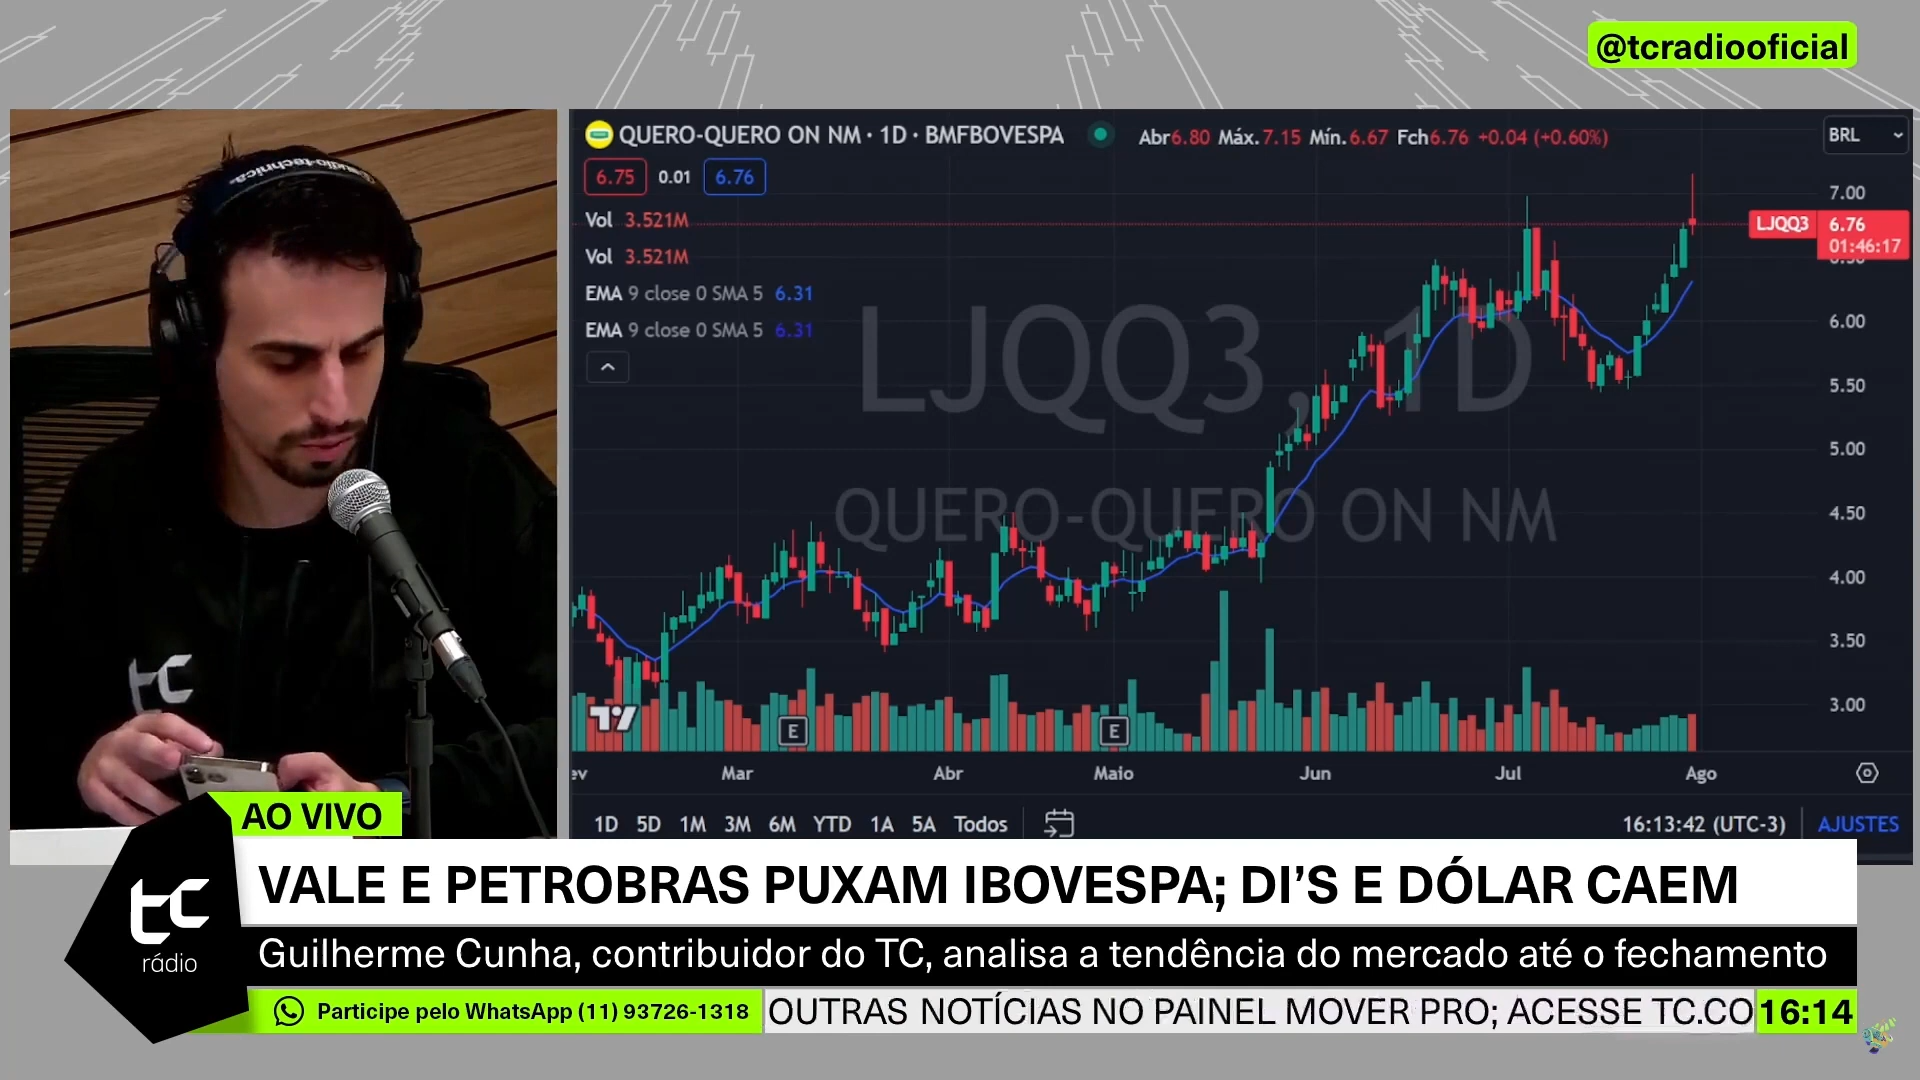 @tcradiooficial
audio-technica
QUERO-QUERO ON NM · 1D · BMFBOVESPA
Abr6.80 Máx.7.15 Mín.6.67 Fch6.76 +0.04 (+0.60%)
BRL
6.75 0.01 6.76
Vol 3.521M
Vol 3.521M
EMA 9 close 0 SMA 5 6.31
EMA 9 close 0 SMA 5 6.31
LJQQ3, 1D
QUERO-QUERO ON NM
7.00
LJQQ3 6.76
01:46:17
6.50
6.00
5.50
5.00
4.50
4.00
3.50
3.00
E E
ev Mar Abr Maio Jun Jul Ago
1D 5D 1M 3M 6M YTD 1A 5A Todos
16:13:42 (UTC-3) AJUSTES
tc
AO VIVO
VALE E PETROBRAS PUXAM IBOVESPA; DI'S E DÓLAR CAEM
tc
rádio
Guilherme Cunha, contribuidor do TC, analisa a tendência do mercado até o fechamento
Participe pelo WhatsApp (11) 93726-1318
OUTRAS NOTÍCIAS NO PAINEL MOVER PRO; ACESSE TC.CO
16:14